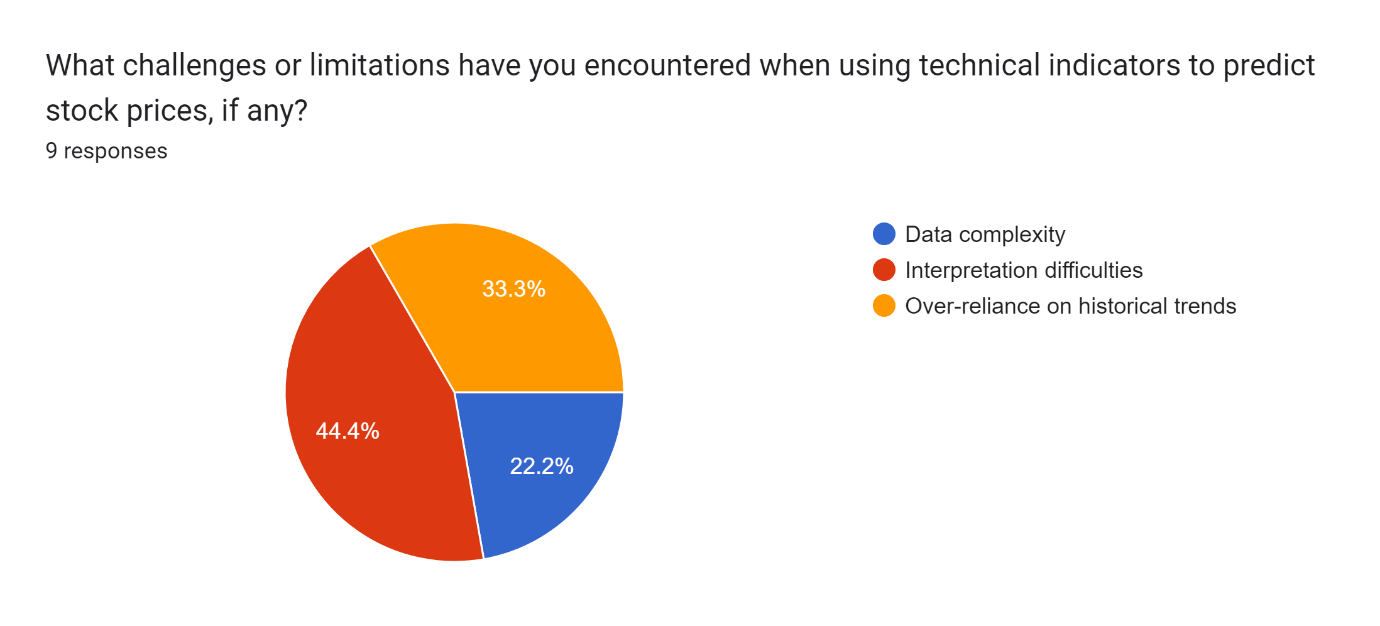 What challenges or limitations have you encountered when using technical indicators to predict
stock prices, if any?
9 responses
Data complexity
Interpretation difficulties
Over-reliance on historical trends
33.3%
44.4%
22.2%